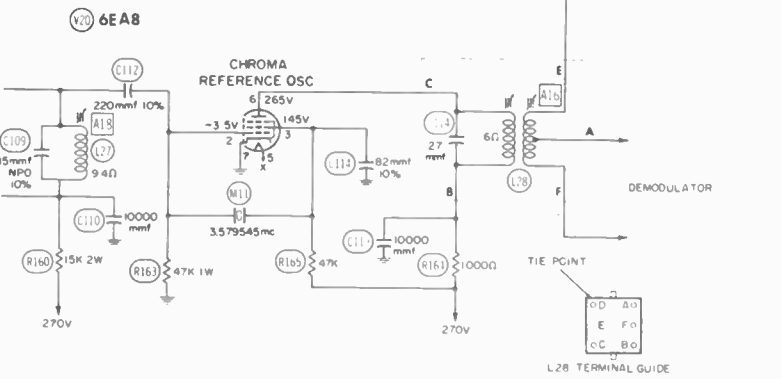 V20 6EA8
CHROMA
REFERENCE OSC
C112
220mmf 10%
6 265V
-3.5V
145V
2
3
7
5
X
C
E
A16
A18
L27
9.4Ω
C109
15mmf
NPO
10%
27
mmf
6Ω
A
L28
82mmf
10%
B
F
DEMODULATOR
M11
C
3.579545mc
C110
10000
mmf
10000
mmf
R160
15K 2W
R163
47K 1W
R165
47K
R161
1000Ω
270V
270V
TIE POINT
D A
E F
C B
L28 TERMINAL GUIDE